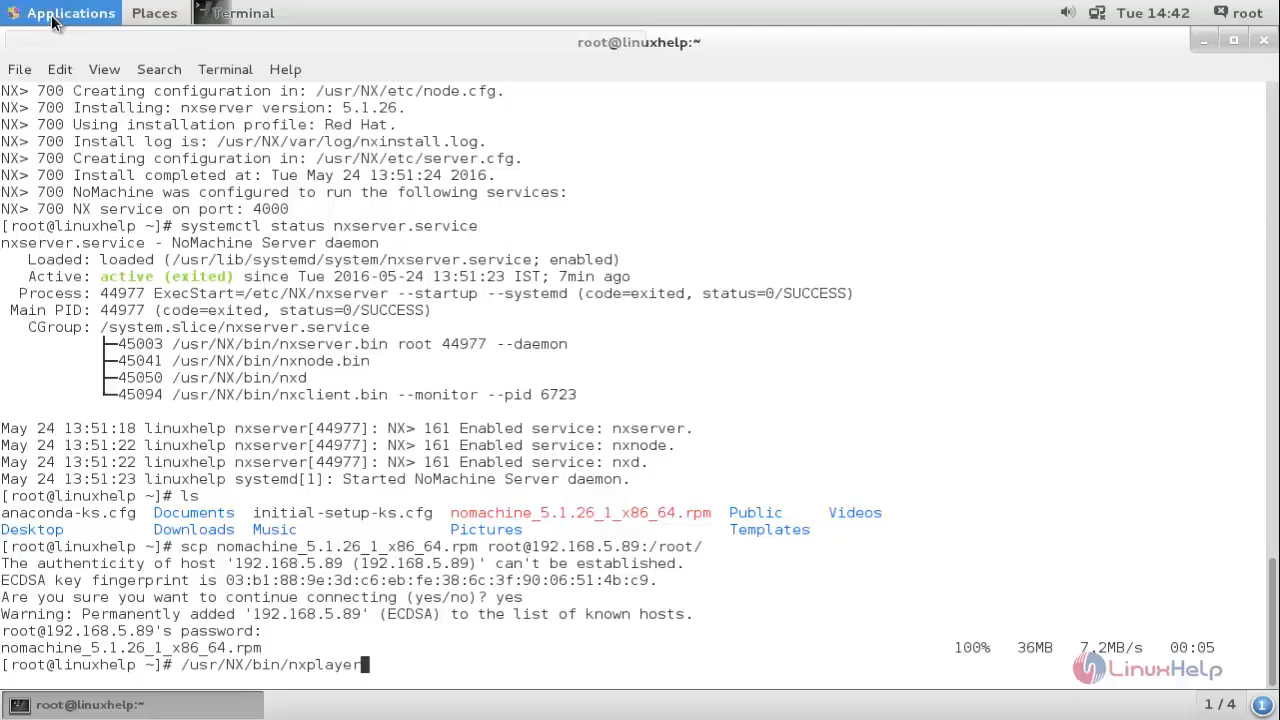 Applications Places Terminal Tue 14:42 root
root@linuxhelp:~
File Edit View Search Terminal Help
NX> 700 Creating configuration in: /usr/NX/etc/node.cfg.
NX> 700 Installing: nxserver version: 5.1.26.
NX> 700 Using installation profile: Red Hat.
NX> 700 Install log is: /usr/NX/var/log/nxinstall.log.
NX> 700 Creating configuration in: /usr/NX/etc/server.cfg.
NX> 700 Install completed at: Tue May 24 13:51:24 2016.
NX> 700 NoMachine was configured to run the following services:
NX> 700 NX service on port: 4000
[root@linuxhelp ~]# systemctl status nxserver.service
nxserver.service - NoMachine Server daemon
Loaded: loaded (/usr/lib/systemd/system/nxserver.service; enabled)
Active: active (exited) since Tue 2016-05-24 13:51:23 IST; 7min ago
Process: 44977 ExecStart=/etc/NX/nxserver --startup --systemd (code=exited, status=0/SUCCESS)
Main PID: 44977 (code=exited, status=0/SUCCESS)
CGroup: /system.slice/nxserver.service
├─45003 /usr/NX/bin/nxserver.bin root 44977 --daemon
├─45041 /usr/NX/bin/nxnode.bin
├─45050 /usr/NX/bin/nxd
└─45094 /usr/NX/bin/nxclient.bin --monitor --pid 6723
May 24 13:51:18 linuxhelp nxserver[44977]: NX> 161 Enabled service: nxserver.
May 24 13:51:22 linuxhelp nxserver[44977]: NX> 161 Enabled service: nxnode.
May 24 13:51:22 linuxhelp nxserver[44977]: NX> 161 Enabled service: nxd.
May 24 13:51:23 linuxhelp systemd[1]: Started NoMachine Server daemon.
[root@linuxhelp ~]# ls
anaconda-ks.cfg Documents initial-setup-ks.cfg nomachine_5.1.26_1_x86_64.rpm Public Videos
Desktop Downloads Music Pictures Templates
[root@linuxhelp ~]# scp nomachine_5.1.26_1_x86_64.rpm root@192.168.5.89:/root/
The authenticity of host '192.168.5.89 (192.168.5.89)' can't be established.
ECDSA key fingerprint is 03:b1:88:9e:3d:c6:eb:fe:38:6c:3f:90:06:51:4b:c9.
Are you sure you want to continue connecting (yes/no)? yes
Warning: Permanently added '192.168.5.89' (ECDSA) to the list of known hosts.
root@192.168.5.89's password:
nomachine_5.1.26_1_x86_64.rpm 100% 36MB 7.2MB/s 00:05
[root@linuxhelp ~]# /usr/NX/bin/nxplayer
LinuxHelp
root@linuxhelp:~ 1 / 4 1